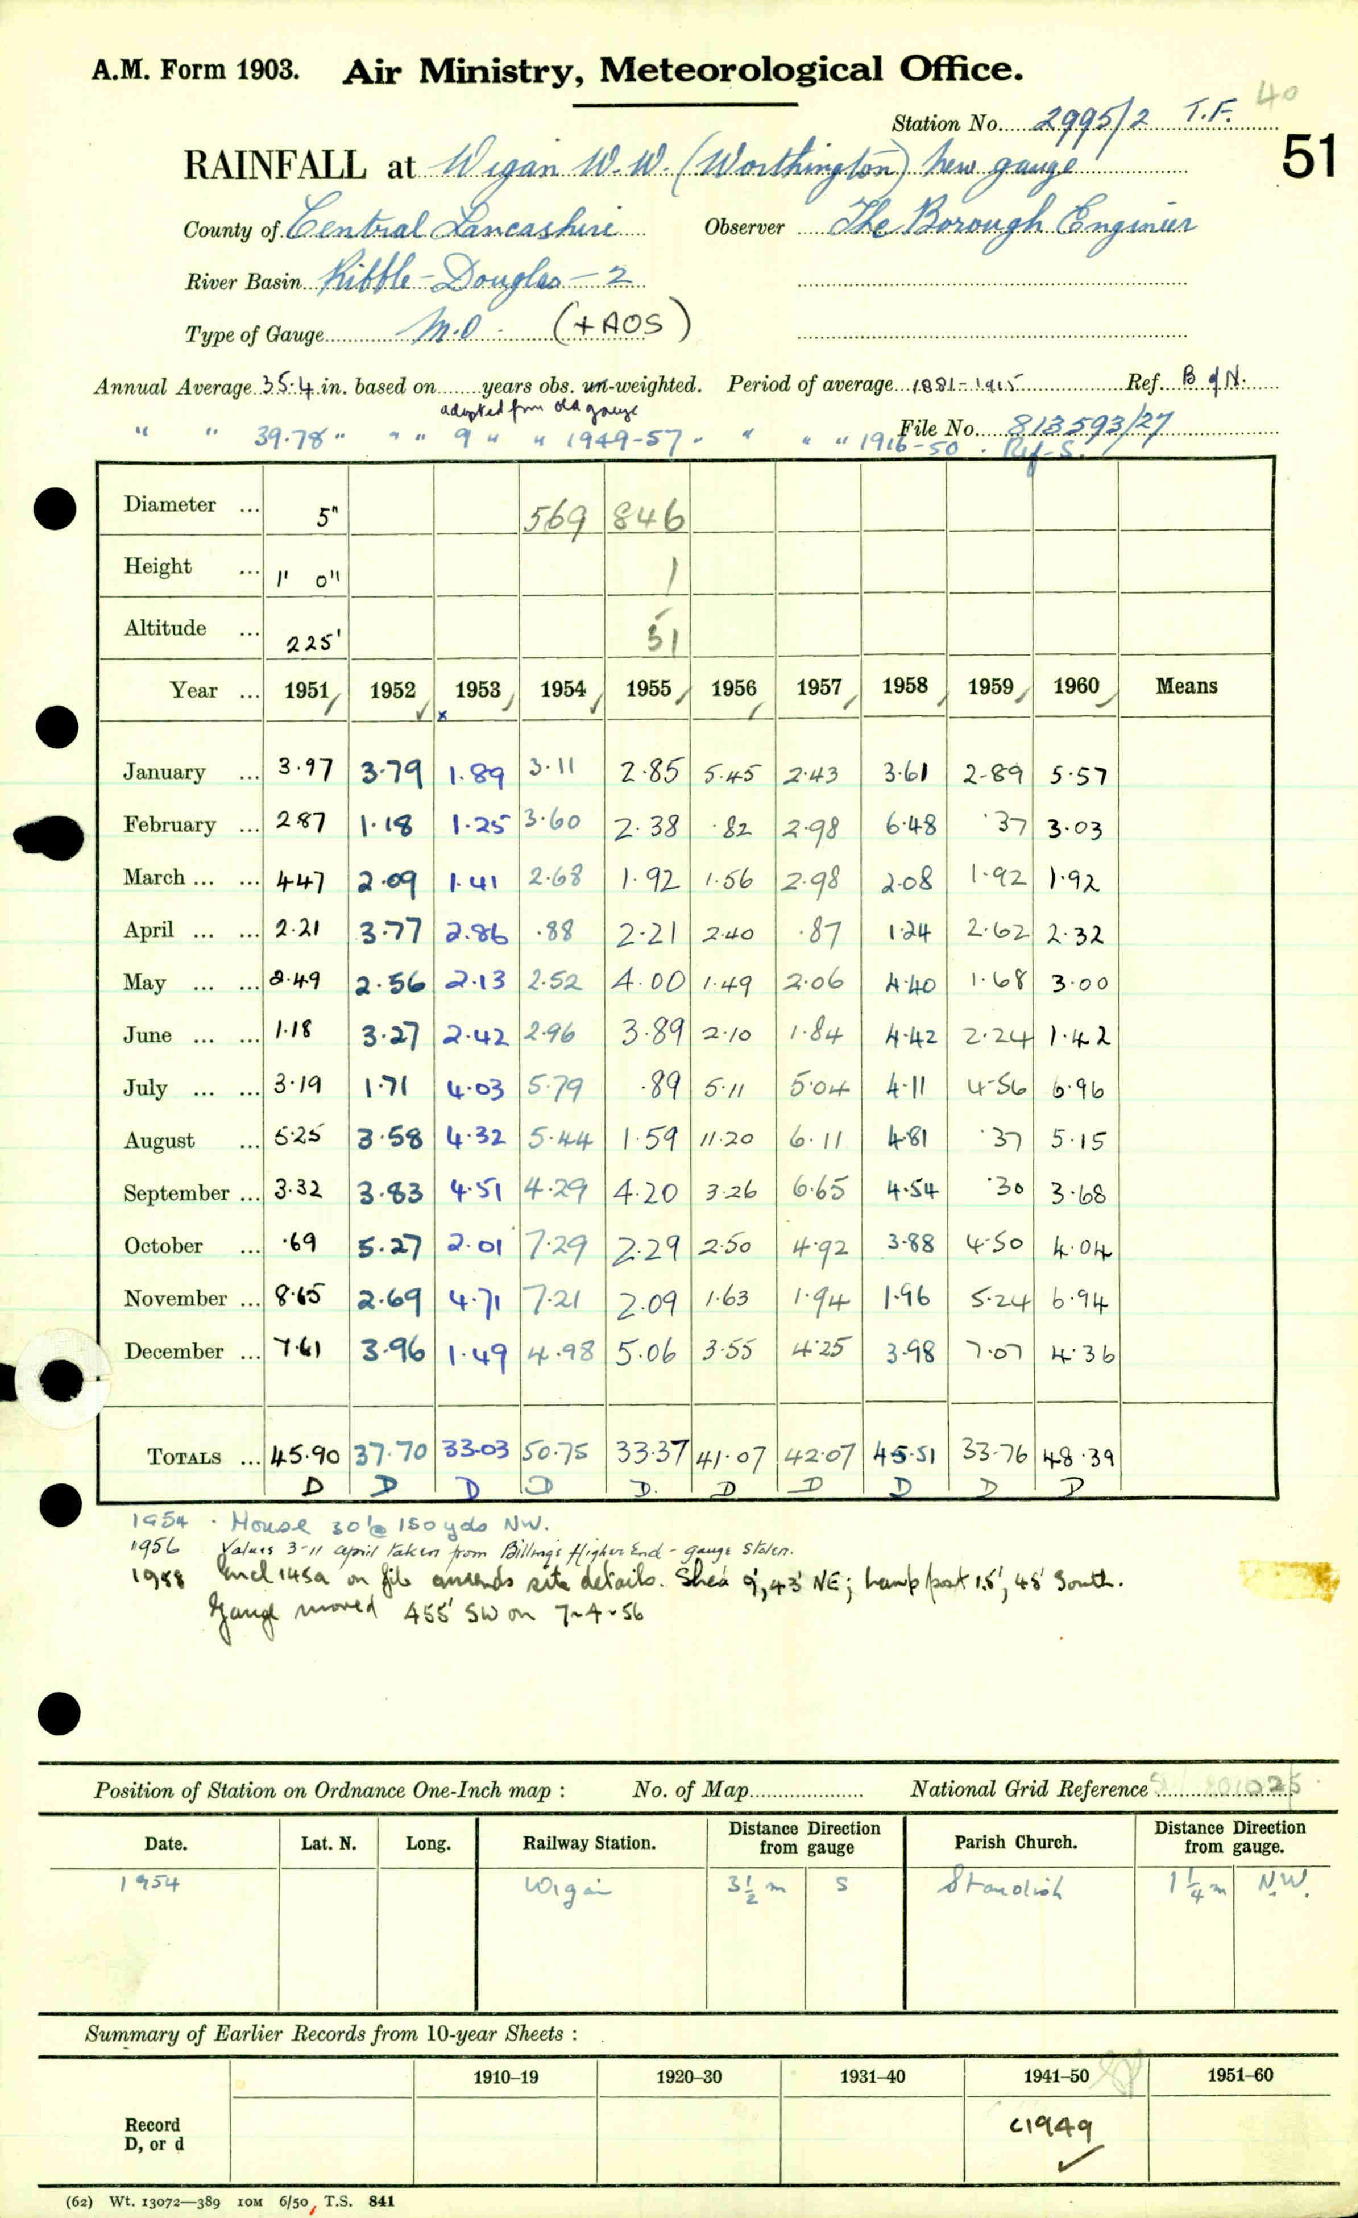 A.M. Form 1903. Air Ministry, Meteorological Office.
40
Station No. 2995/2 T.F.
51
RAINFALL at Wigan W.W. (Worthington) new gauge
County of Central Lancashire Observer The Borough Engineer
River Basin Ribble-Douglas-2
Type of Gauge M.O. (+AOS)
Annual Average 35.4 in. based on years obs. un-weighted. Period of average 1881-1915 Ref. B of N.
adopted from old gauge
" " 39.78 " " " 9 " " 1949-57 " " " " 1916-50. Ref-S.
File No. 813593/27
Diameter ... 5" 569 846
Height ... 1' 0" 1
Altitude ... 225' 51
Year ... 1951 1952 1953 1954 1955 1956 1957 1958 1959 1960 Means
x
January ... 3.97 3.79 1.89 3.11 2.85 5.45 2.43 3.61 2.89 5.57
February ... 2.87 1.18 1.25 3.60 2.38 .82 2.98 6.48 .37 3.03
March ... ... 4.47 2.09 1.41 2.68 1.92 1.56 2.98 2.08 1.92 1.92
April ... ... 2.21 3.77 2.86 .88 2.21 2.40 .87 1.24 2.62 2.32
May ... ... 2.49 2.56 2.13 2.52 4.00 1.49 2.06 4.40 1.68 3.00
June ... ... 1.18 3.27 2.42 2.96 3.89 2.10 1.84 4.42 2.24 1.42
July ... ... 3.19 1.71 4.03 5.79 .89 5.11 5.04 4.11 4.56 6.96
August ... 5.25 3.58 4.32 5.44 1.59 11.20 6.11 4.81 .37 5.15
September ... 3.32 3.83 4.51 4.29 4.20 3.26 6.65 4.54 .30 3.68
October ... .69 5.27 2.01 7.29 2.29 2.50 4.92 3.88 4.50 4.04
November ... 8.65 2.69 4.71 7.21 2.09 1.63 1.94 1.96 5.24 6.94
December ... 7.61 3.96 1.49 4.98 5.06 3.55 4.25 3.98 7.07 4.36
TOTALS ... 45.90 37.70 33.03 50.75 33.37 41.07 42.07 45.51 33.76 48.39
D D D D D. D D D D D
1954 . House 30' @ 150 yds NW.
1956 Values 3-11 April taken from Billinge Higher End - gauge stolen.
1958 Encl 145a on file amends site details. Shed 9', 43' NE; Lamp post 15', 45' South.
Gauge moved 455' SW on 7-4-56
Position of Station on Ordnance One-Inch map : No. of Map National Grid Reference
Date. Lat. N. Long. Railway Station. Distance from Direction gauge Parish Church. Distance from Direction gauge.
1954 Wigan 3½ m S Standish 1¼ m N.W.
Summary of Earlier Records from 10-year Sheets :
1910–19 1920–30 1931–40 1941–50 1951–60
Record
D, or d
C1949
(62) Wt. 13072—389 10M 6/50, T.S. 841